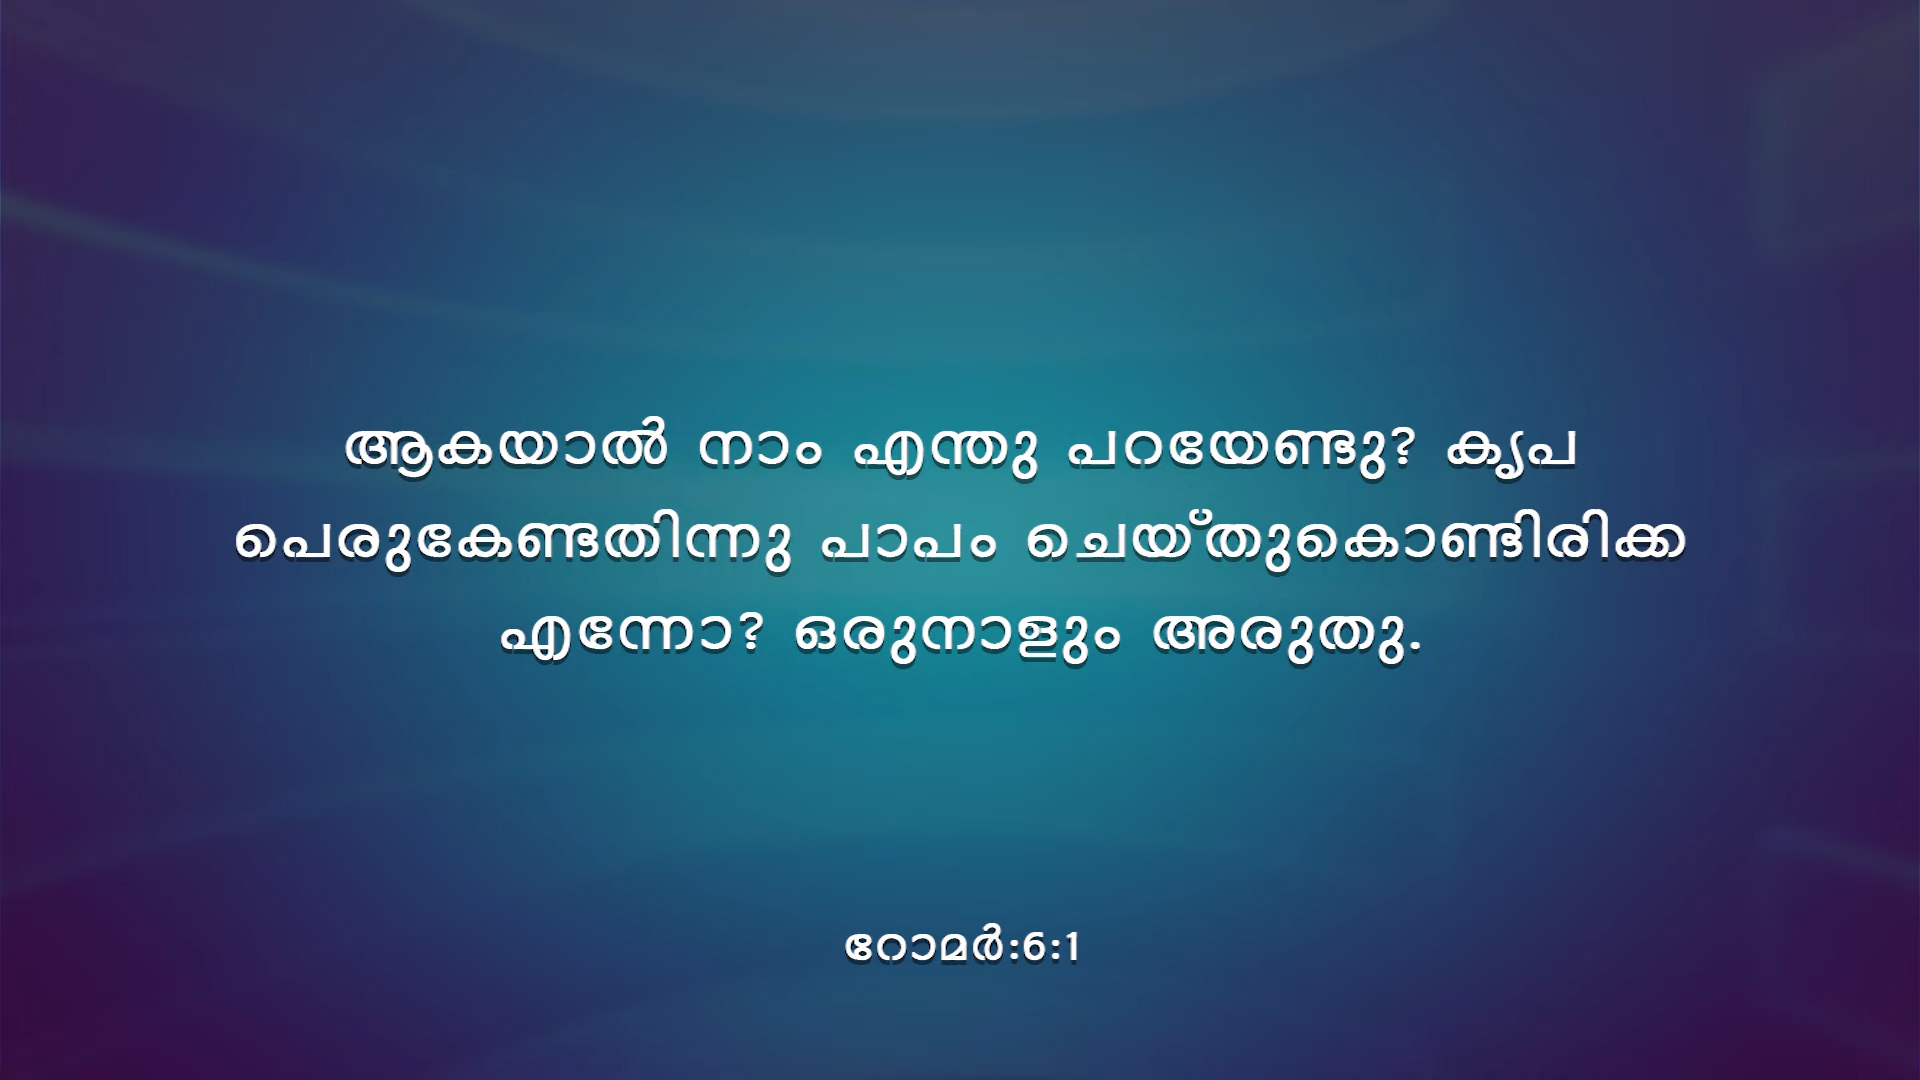 ആകയാൽ നാം എന്തു പറയേണ്ടു? കൃപ
പെരുകേണ്ടതിന്നു പാപം ചെയ്തുകൊണ്ടിരിക്ക
എന്നോ? ഒരുനാളും അരുതു.
റോമർ:6:1